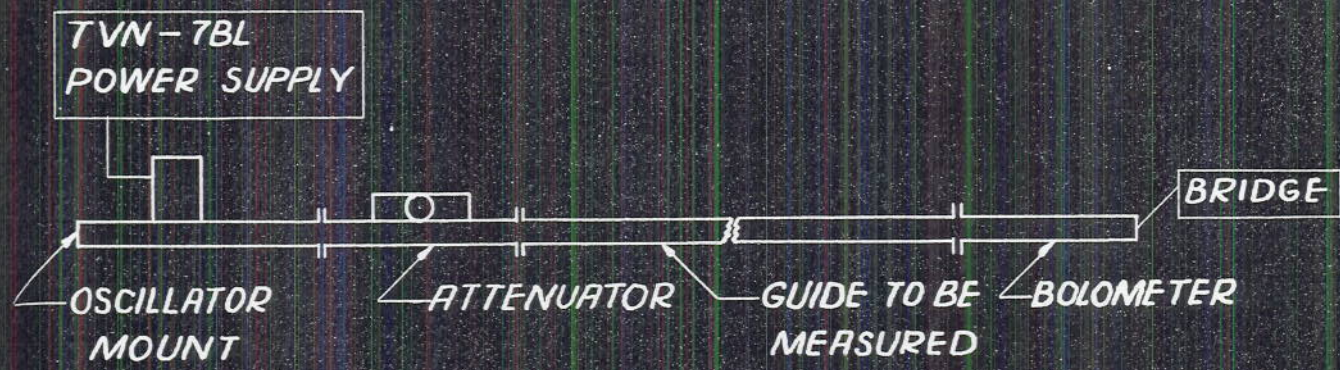 TVN-7BL
POWER SUPPLY
BRIDGE
OSCILLATOR
MOUNT
ATTENUATOR
GUIDE TO BE
MEASURED
BOLOMETER